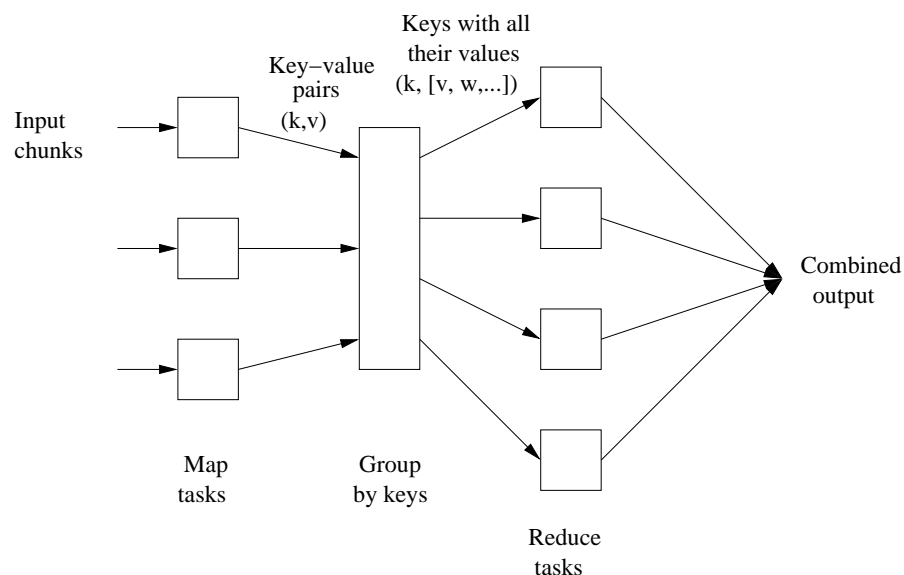 Input
chunks
Key−value
pairs
(k,v)
Keys with all
their values
(k, [v, w,...])
Combined
output
Map
tasks
Group
by keys
Reduce
tasks